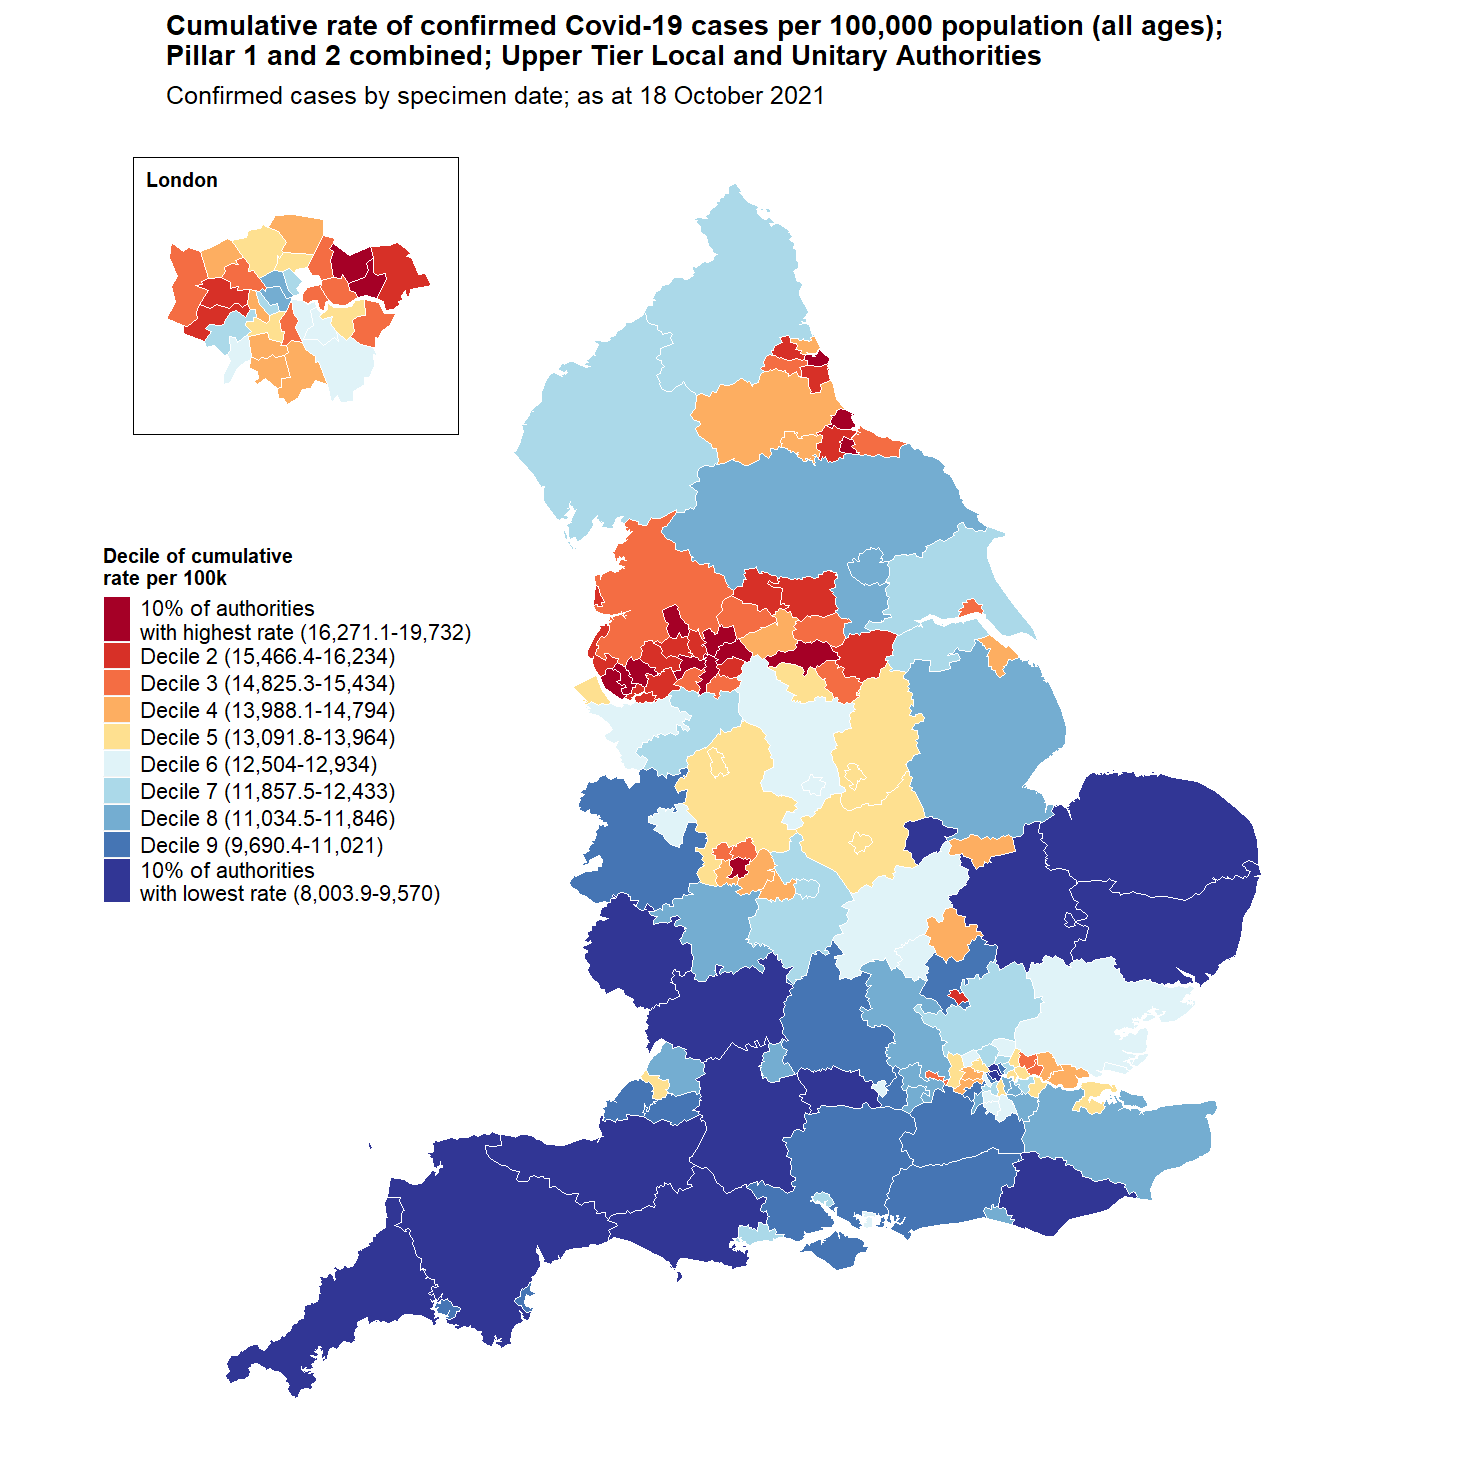 Cumulative rate of confirmed Covid-19 cases per 100,000 population (all ages);
Pillar 1 and 2 combined; Upper Tier Local and Unitary Authorities
Confirmed cases by specimen date; as at 18 October 2021
London
Decile of cumulative
rate per 100k
10% of authorities
with highest rate (16,271.1-19,732)
Decile 2 (15,466.4-16,234)
Decile 3 (14,825.3-15,434)
Decile 4 (13,988.1-14,794)
Decile 5 (13,091.8-13,964)
Decile 6 (12,504-12,934)
Decile 7 (11,857.5-12,433)
Decile 8 (11,034.5-11,846)
Decile 9 (9,690.4-11,021)
10% of authorities
with lowest rate (8,003.9-9,570)